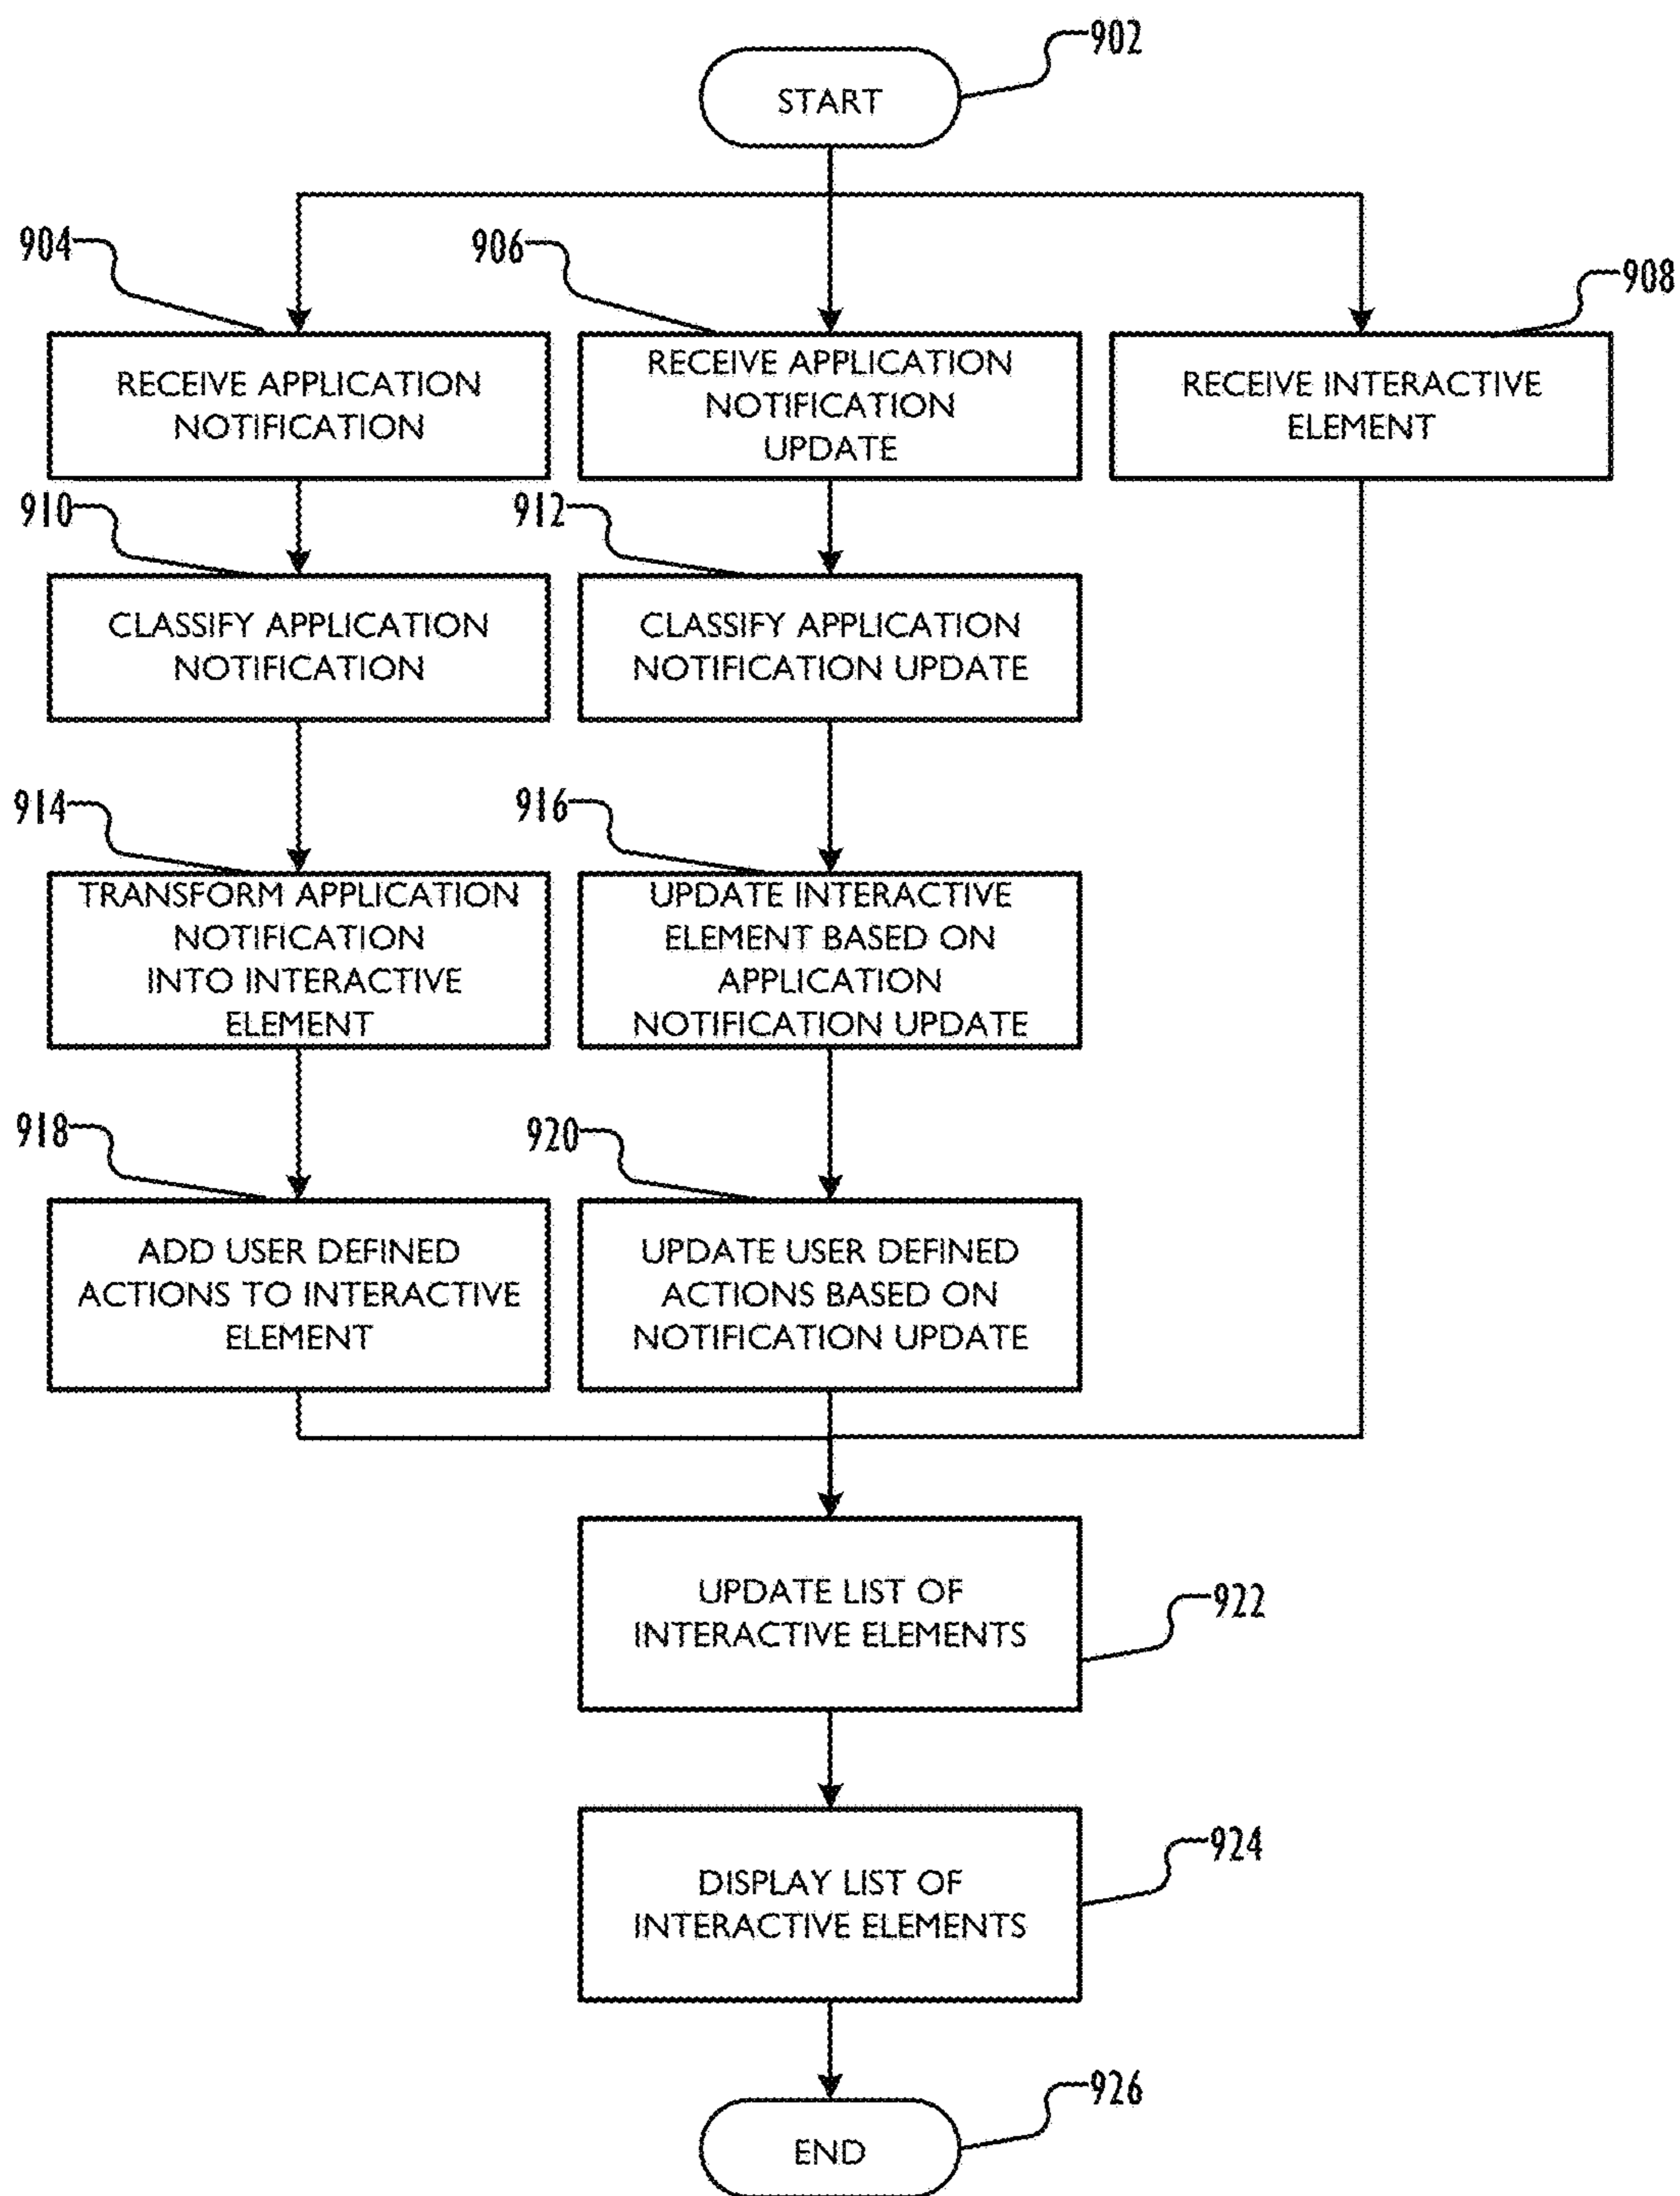 902
START
904
906
908
RECEIVE APPLICATION
NOTIFICATION
RECEIVE APPLICATION
NOTIFICATION
UPDATE
RECEIVE INTERACTIVE
ELEMENT
910
912
CLASSIFY APPLICATION
NOTIFICATION
CLASSIFY APPLICATION
NOTIFICATION UPDATE
914
916
TRANSFORM APPLICATION
NOTIFICATION
INTO INTERACTIVE
ELEMENT
UPDATE INTERACTIVE
ELEMENT BASED ON
APPLICATION
NOTIFICATION UPDATE
918
920
ADD USER DEFINED
ACTIONS TO INTERACTIVE
ELEMENT
UPDATE USER DEFINED
ACTIONS BASED ON
NOTIFICATION UPDATE
UPDATE LIST OF
INTERACTIVE ELEMENTS
922
DISPLAY LIST OF
INTERACTIVE ELEMENTS
924
926
END